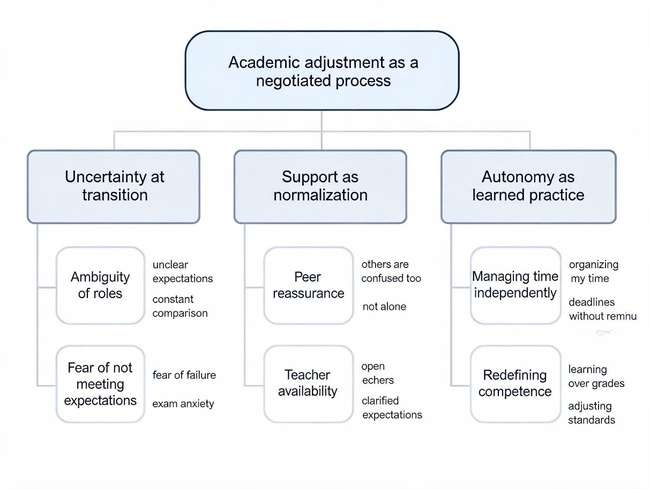 Academic adjustment as a
negotiated process
Uncertainty at
transition
Support as
normalization
Autonomy as
learned practice
Ambiguity
of roles
unclear
expectations
constant
comparison
Peer
reassurance
others are
confused too
not alone
Managing time
independently
organizing
my time
deadlines
without remnu
Fear of not
meeting
expectations
fear of failure
exam anxiety
Teacher
availability
open
echers
clarified
expectations
Redefining
competence
learning
over grades
adjusting
standards